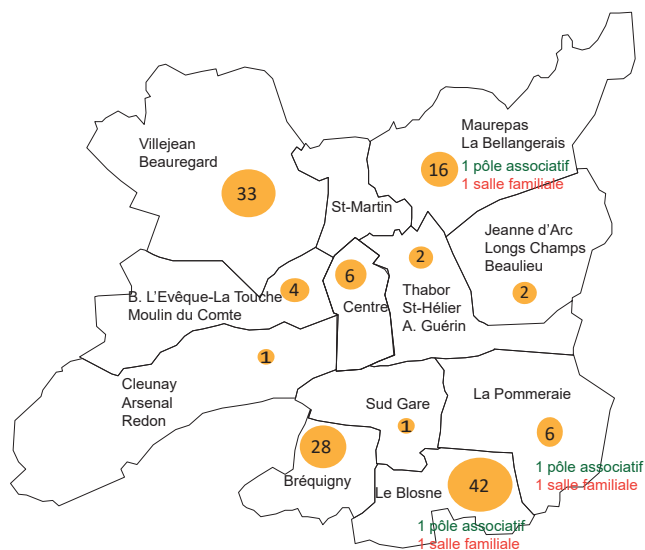 Maurepas
La Bellangerais
16
1 pôle associatif
1 salle familiale
Villejean
Beauregard
33
St-Martin
Jeanne d'Arc
Longs Champs
Beaulieu
2
2
Thabor
St-Hélier
A. Guérin
6
Centre
4
B. L'Evêque-La Touche
Moulin du Comte
1
Cleunay
Arsenal
Redon
Sud Gare
1
La Pommeraie
6
1 pôle associatif
1 salle familiale
28
Bréquigny
Le Blosne
42
1 pôle associatif
1 salle familiale